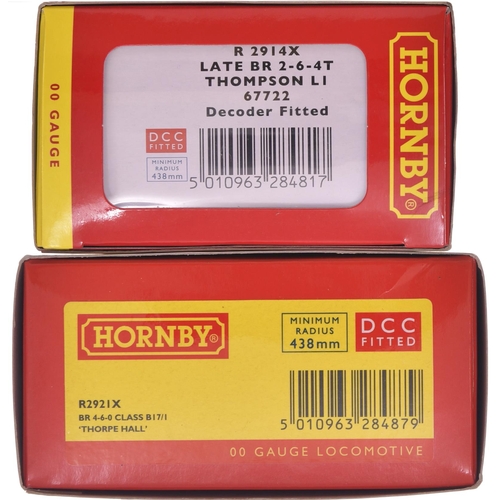 R 2914X
LATE BR 2-6-4T
THOMPSON L1
67722
Decoder Fitted
DCC
FITTED
MINIMUM
RADIUS
438mm
5 010963 284817
00 GAUGE
HORNBY®
HORNBY®
R2921X
BR 4-6-0 CLASS B17/1
'THORPE HALL'
MINIMUM
RADIUS
438mm
DCC
FITTED
5 010963 284879
00 GAUGE LOCOMOTIVE